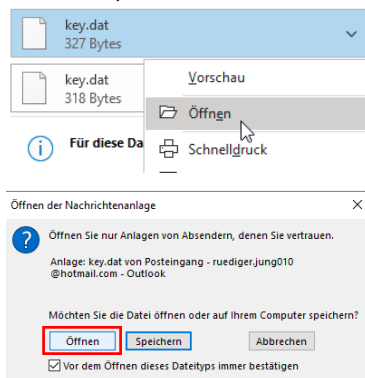 key.dat
327 Bytes
key.dat
318 Bytes
Vorschau
Öffnen
Für diese Da
Schnelldruck
Öffnen der Nachrichtenanlage
Öffnen Sie nur Anlagen von Absendern, denen Sie vertrauen.
Anlage: key.dat von Posteingang - ruediger.jung010
@hotmail.com - Outlook
Möchten Sie die Datei öffnen oder auf Ihrem Computer speichern?
Öffnen Speichern Abbrechen
Vor dem Öffnen dieses Dateityps immer bestätigen